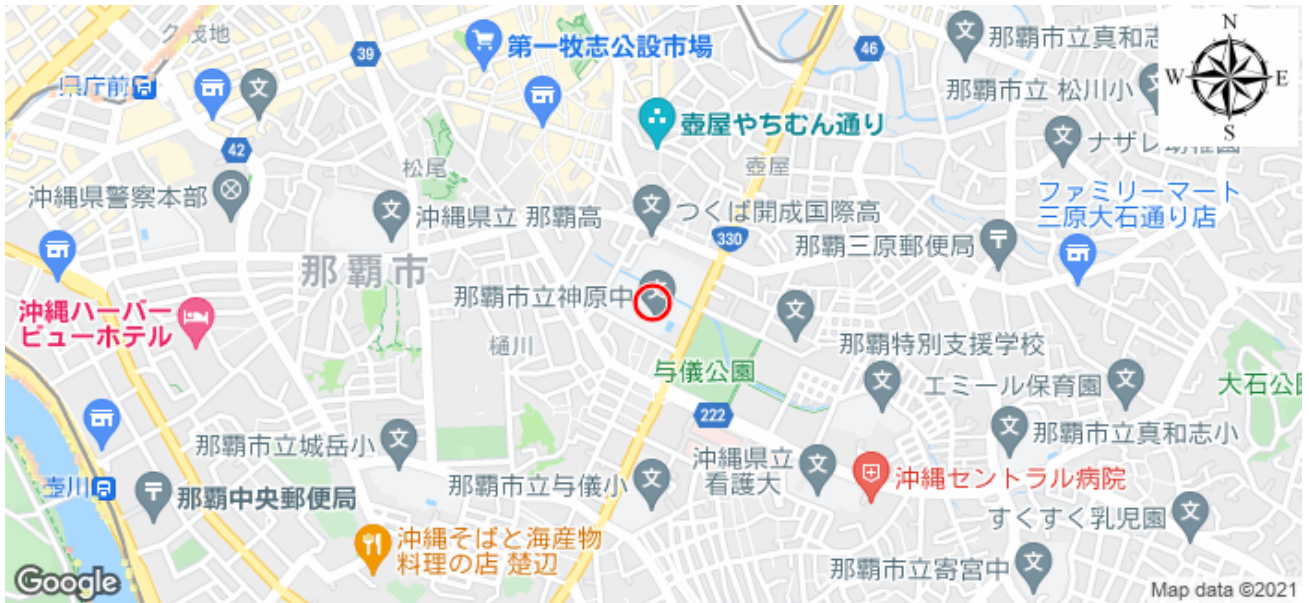 久茂地
39
第一牧志公設市場
46
那覇市立真和志
N
W
E
S
県庁前
那覇市立 松川小
42
壺屋やちむん通り
松尾
壺屋
沖縄県警察本部
沖縄県立 那覇高
つくば開成国際高
330
那覇三原郵便局
ファミリーマート
三原大石通り店
那覇市
那覇市立神原中
沖縄ハーバー
ビューホテル
樋川
那覇特別支援学校
与儀公園
エミール保育園
大石公園
222
那覇市立城岳小
那覇市立真和志小
沖縄県立
看護大
沖縄セントラル病院
壺川
那覇中央郵便局
那覇市立与儀小
すくすく乳児園
沖縄そばと海産物
料理の店 楚辺
那覇市立寄宮中
Google
Map data ©2021